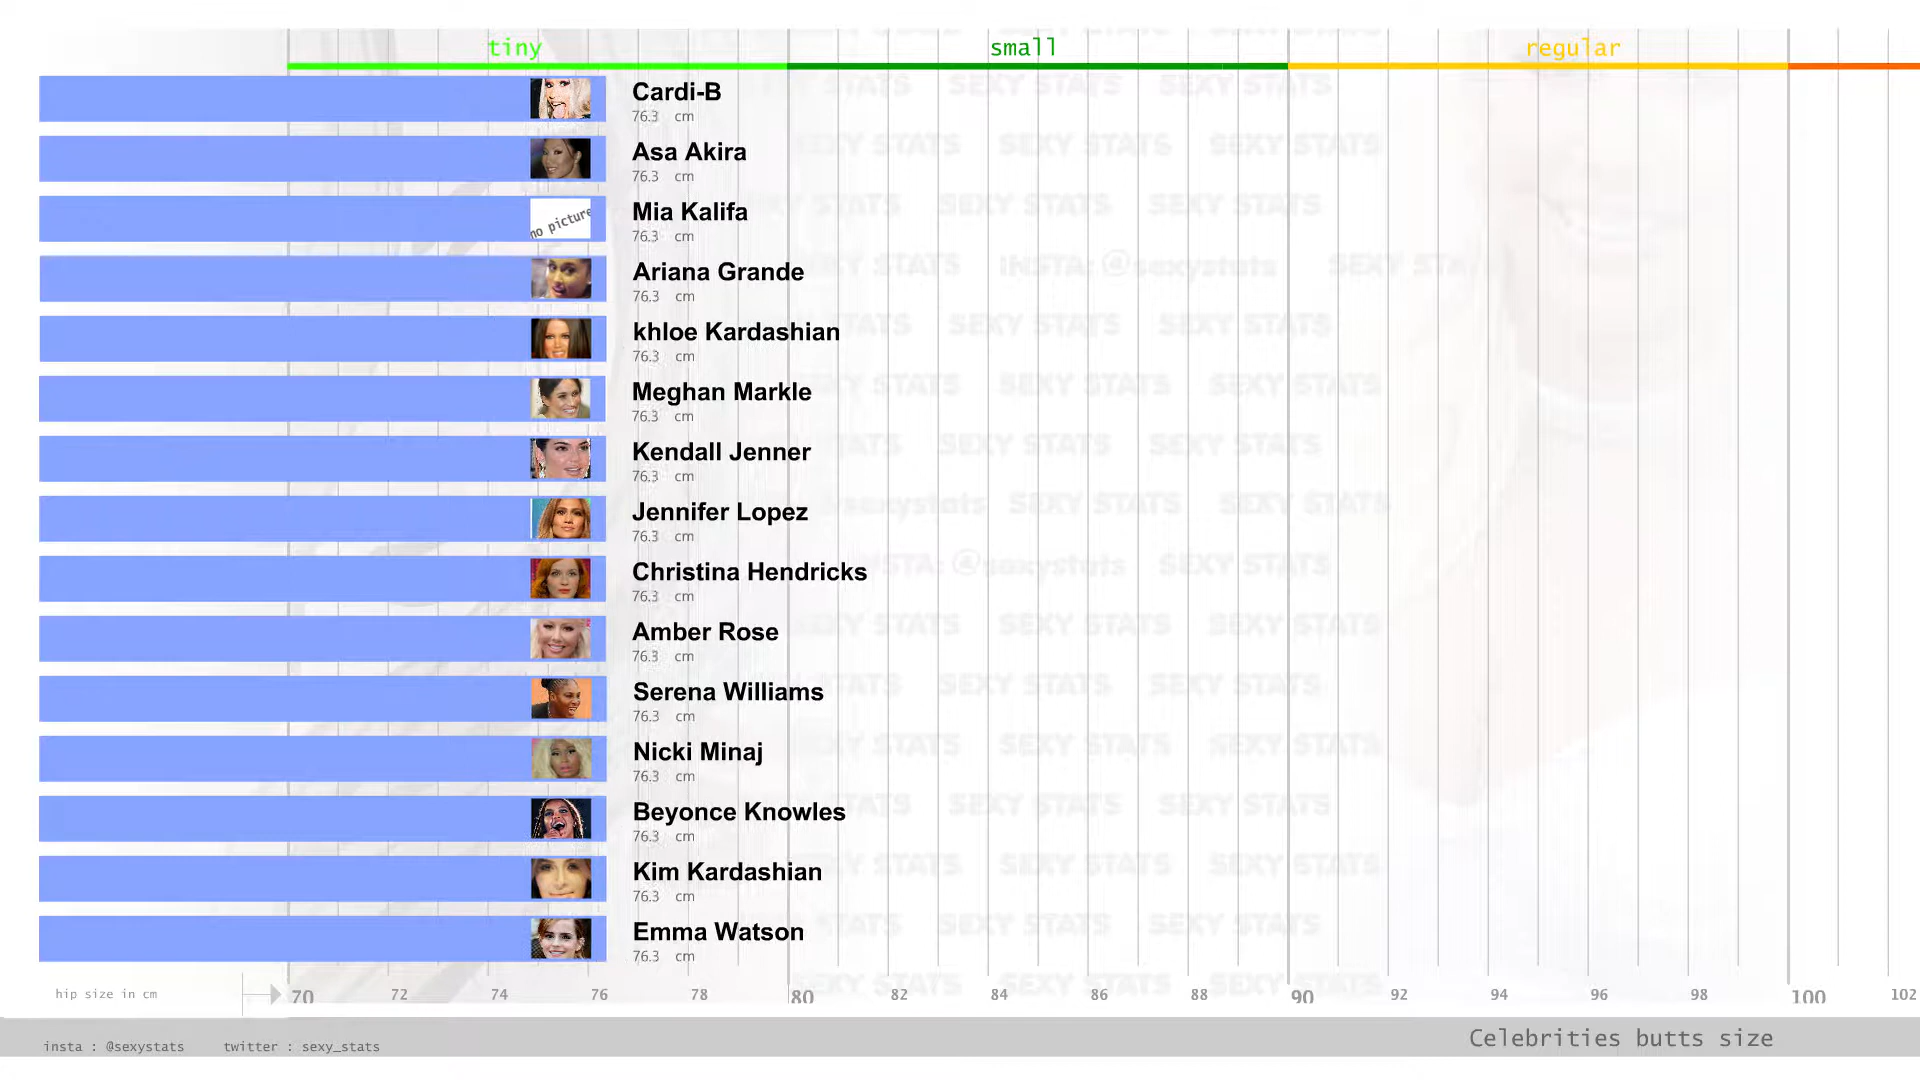 tiny small regular
Cardi-B
76.3 cm
Asa Akira
76.3 cm
no picture
Mia Kalifa
76.3 cm
Ariana Grande
76.3 cm
khloe Kardashian
76.3 cm
Meghan Markle
76.3 cm
Kendall Jenner
76.3 cm
Jennifer Lopez
76.3 cm
Christina Hendricks
76.3 cm
Amber Rose
76.3 cm
Serena Williams
76.3 cm
Nicki Minaj
76.3 cm
Beyonce Knowles
76.3 cm
Kim Kardashian
76.3 cm
Emma Watson
76.3 cm
hip size in cm 70 72 74 76 78 80 82 84 86 88 90 92 94 96 98 100 102
Celebrities butts size
insta : @sexystats twitter : sexy_stats